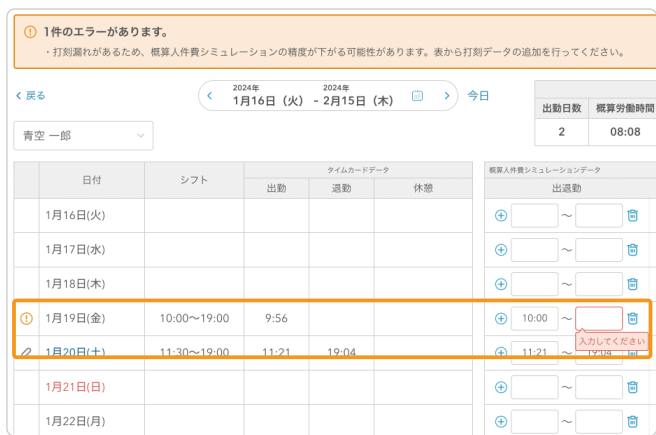 1件のエラーがあります。
・打刻漏れがあるため、概算人件費シミュレーションの精度が下がる可能性があります。表から打刻データの追加を行ってください。
戻る
2024年 2024年
1月16日（火） - 2月15日（木）
今日
出勤日数 概算労働時間
2 08:08
青空 一郎
日付 シフト タイムカードデータ 概算人件費シミュレーションデータ
出勤 退勤 休憩 出退勤
1月16日(火) ～
1月17日(水) ～
1月18日(木) ～
1月19日(金) 10:00～19:00 9:56 10:00 ～
入力してください
1月20日(土) 11:30～19:00 11:21 19:04 11:21 ～ 19:04
1月21日(日) ～
1月22日(月) ～